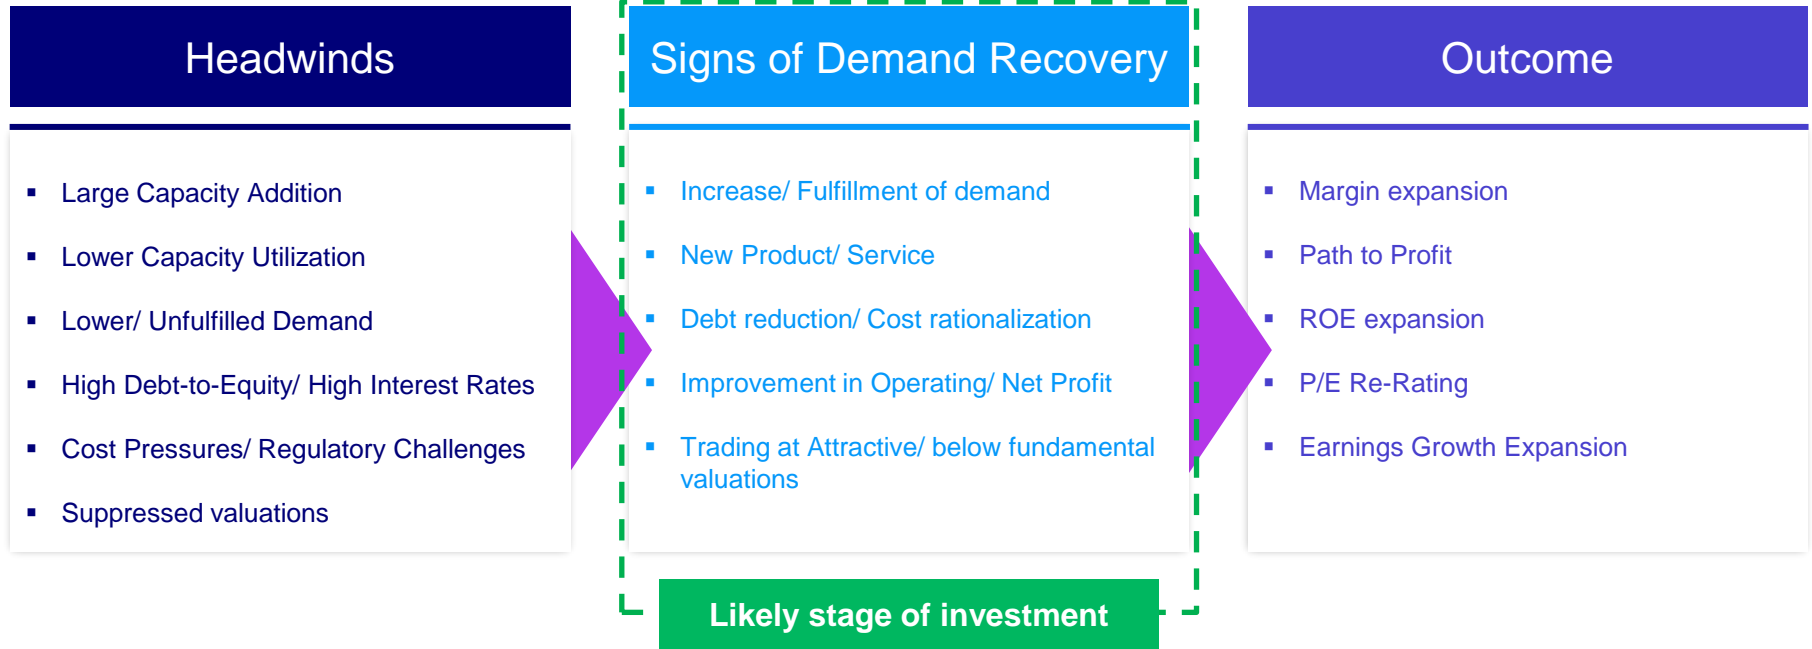 Headwinds
▪ Large Capacity Addition
▪ Lower Capacity Utilization
▪ Lower/ Unfulfilled Demand
▪ High Debt-to-Equity/ High Interest Rates
▪ Cost Pressures/ Regulatory Challenges
▪ Suppressed valuations
Signs of Demand Recovery
▪ Increase/ Fulfillment of demand
▪ New Product/ Service
▪ Debt reduction/ Cost rationalization
▪ Improvement in Operating/ Net Profit
▪ Trading at Attractive/ below fundamental
valuations
Likely stage of investment
Outcome
▪ Margin expansion
▪ Path to Profit
▪ ROE expansion
▪ P/E Re-Rating
▪ Earnings Growth Expansion